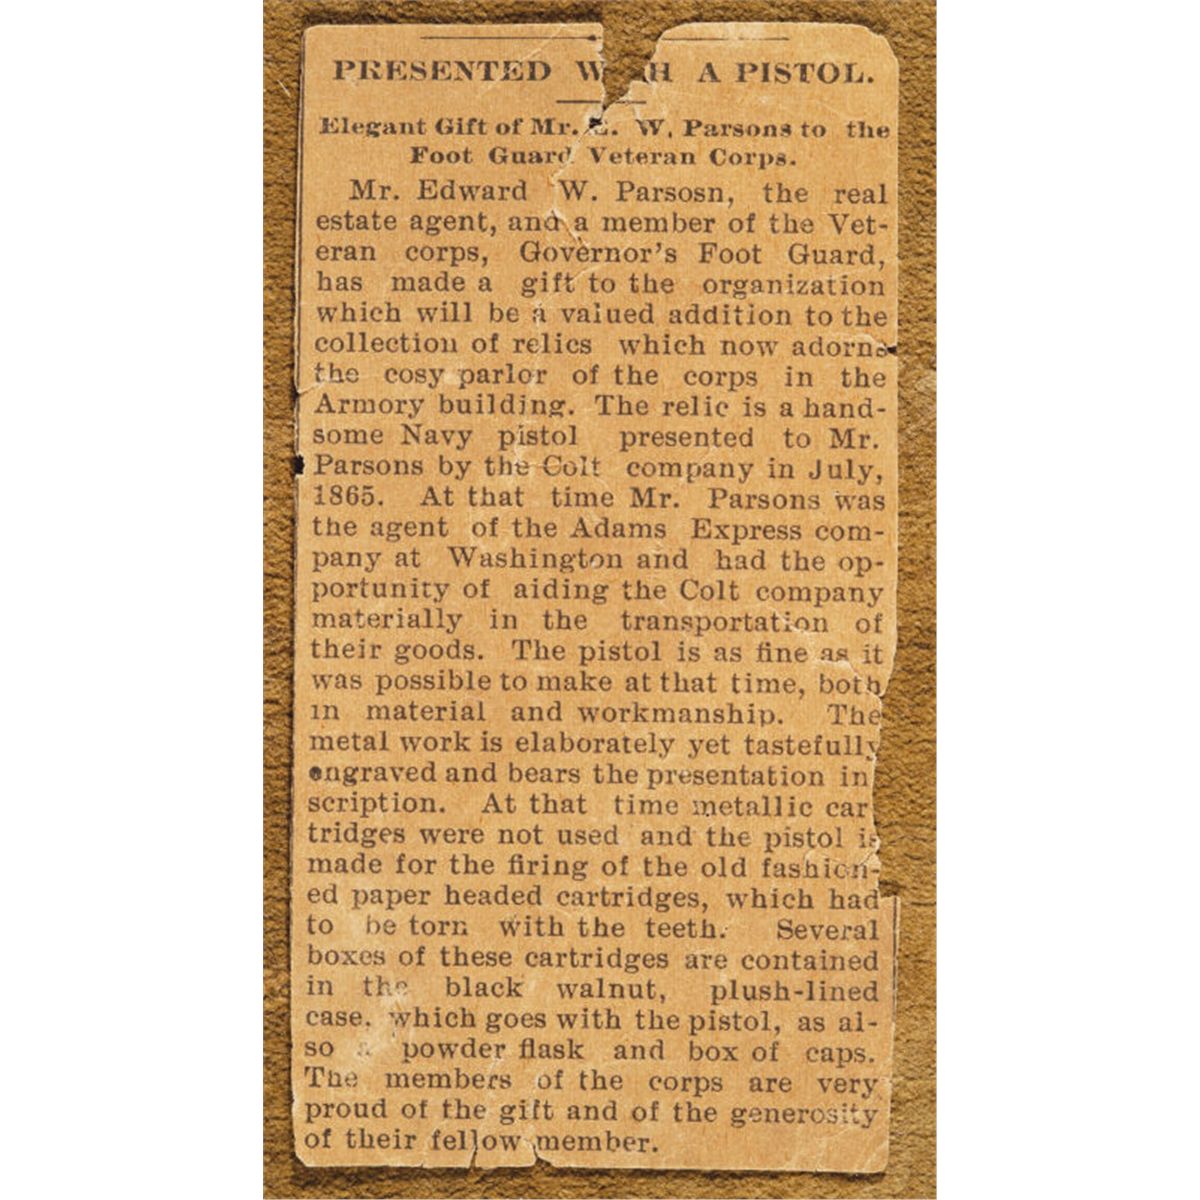 PRESENTED W H A PISTOL.
Elegant Gift of Mr. E. W. Parsons to the
Foot Guard Veteran Corps.
Mr. Edward W. Parsosn, the real
estate agent, and a member of the Vet-
eran corps, Governor's Foot Guard,
has made a gift to the organization
which will be a valued addition to the
collection of relics which now adorns
the cosy parlor of the corps in the
Armory building. The relic is a hand-
some Navy pistol presented to Mr.
Parsons by the Colt company in July,
1865. At that time Mr. Parsons was
the agent of the Adams Express com-
pany at Washington and had the op-
portunity of aiding the Colt company
materially in the transportation of
their goods. The pistol is as fine as it
was possible to make at that time, both
in material and workmanship. The
metal work is elaborately yet tastefully
engraved and bears the presentation in
scription. At that time metallic car
tridges were not used and the pistol is
made for the firing of the old fashion-
ed paper headed cartridges, which had
to be torn with the teeth. Several
boxes of these cartridges are contained
in the black walnut, plush-lined
case, which goes with the pistol, as al-
so a powder flask and box of caps.
The members of the corps are very
proud of the gift and of the generosity
of their fellow member.